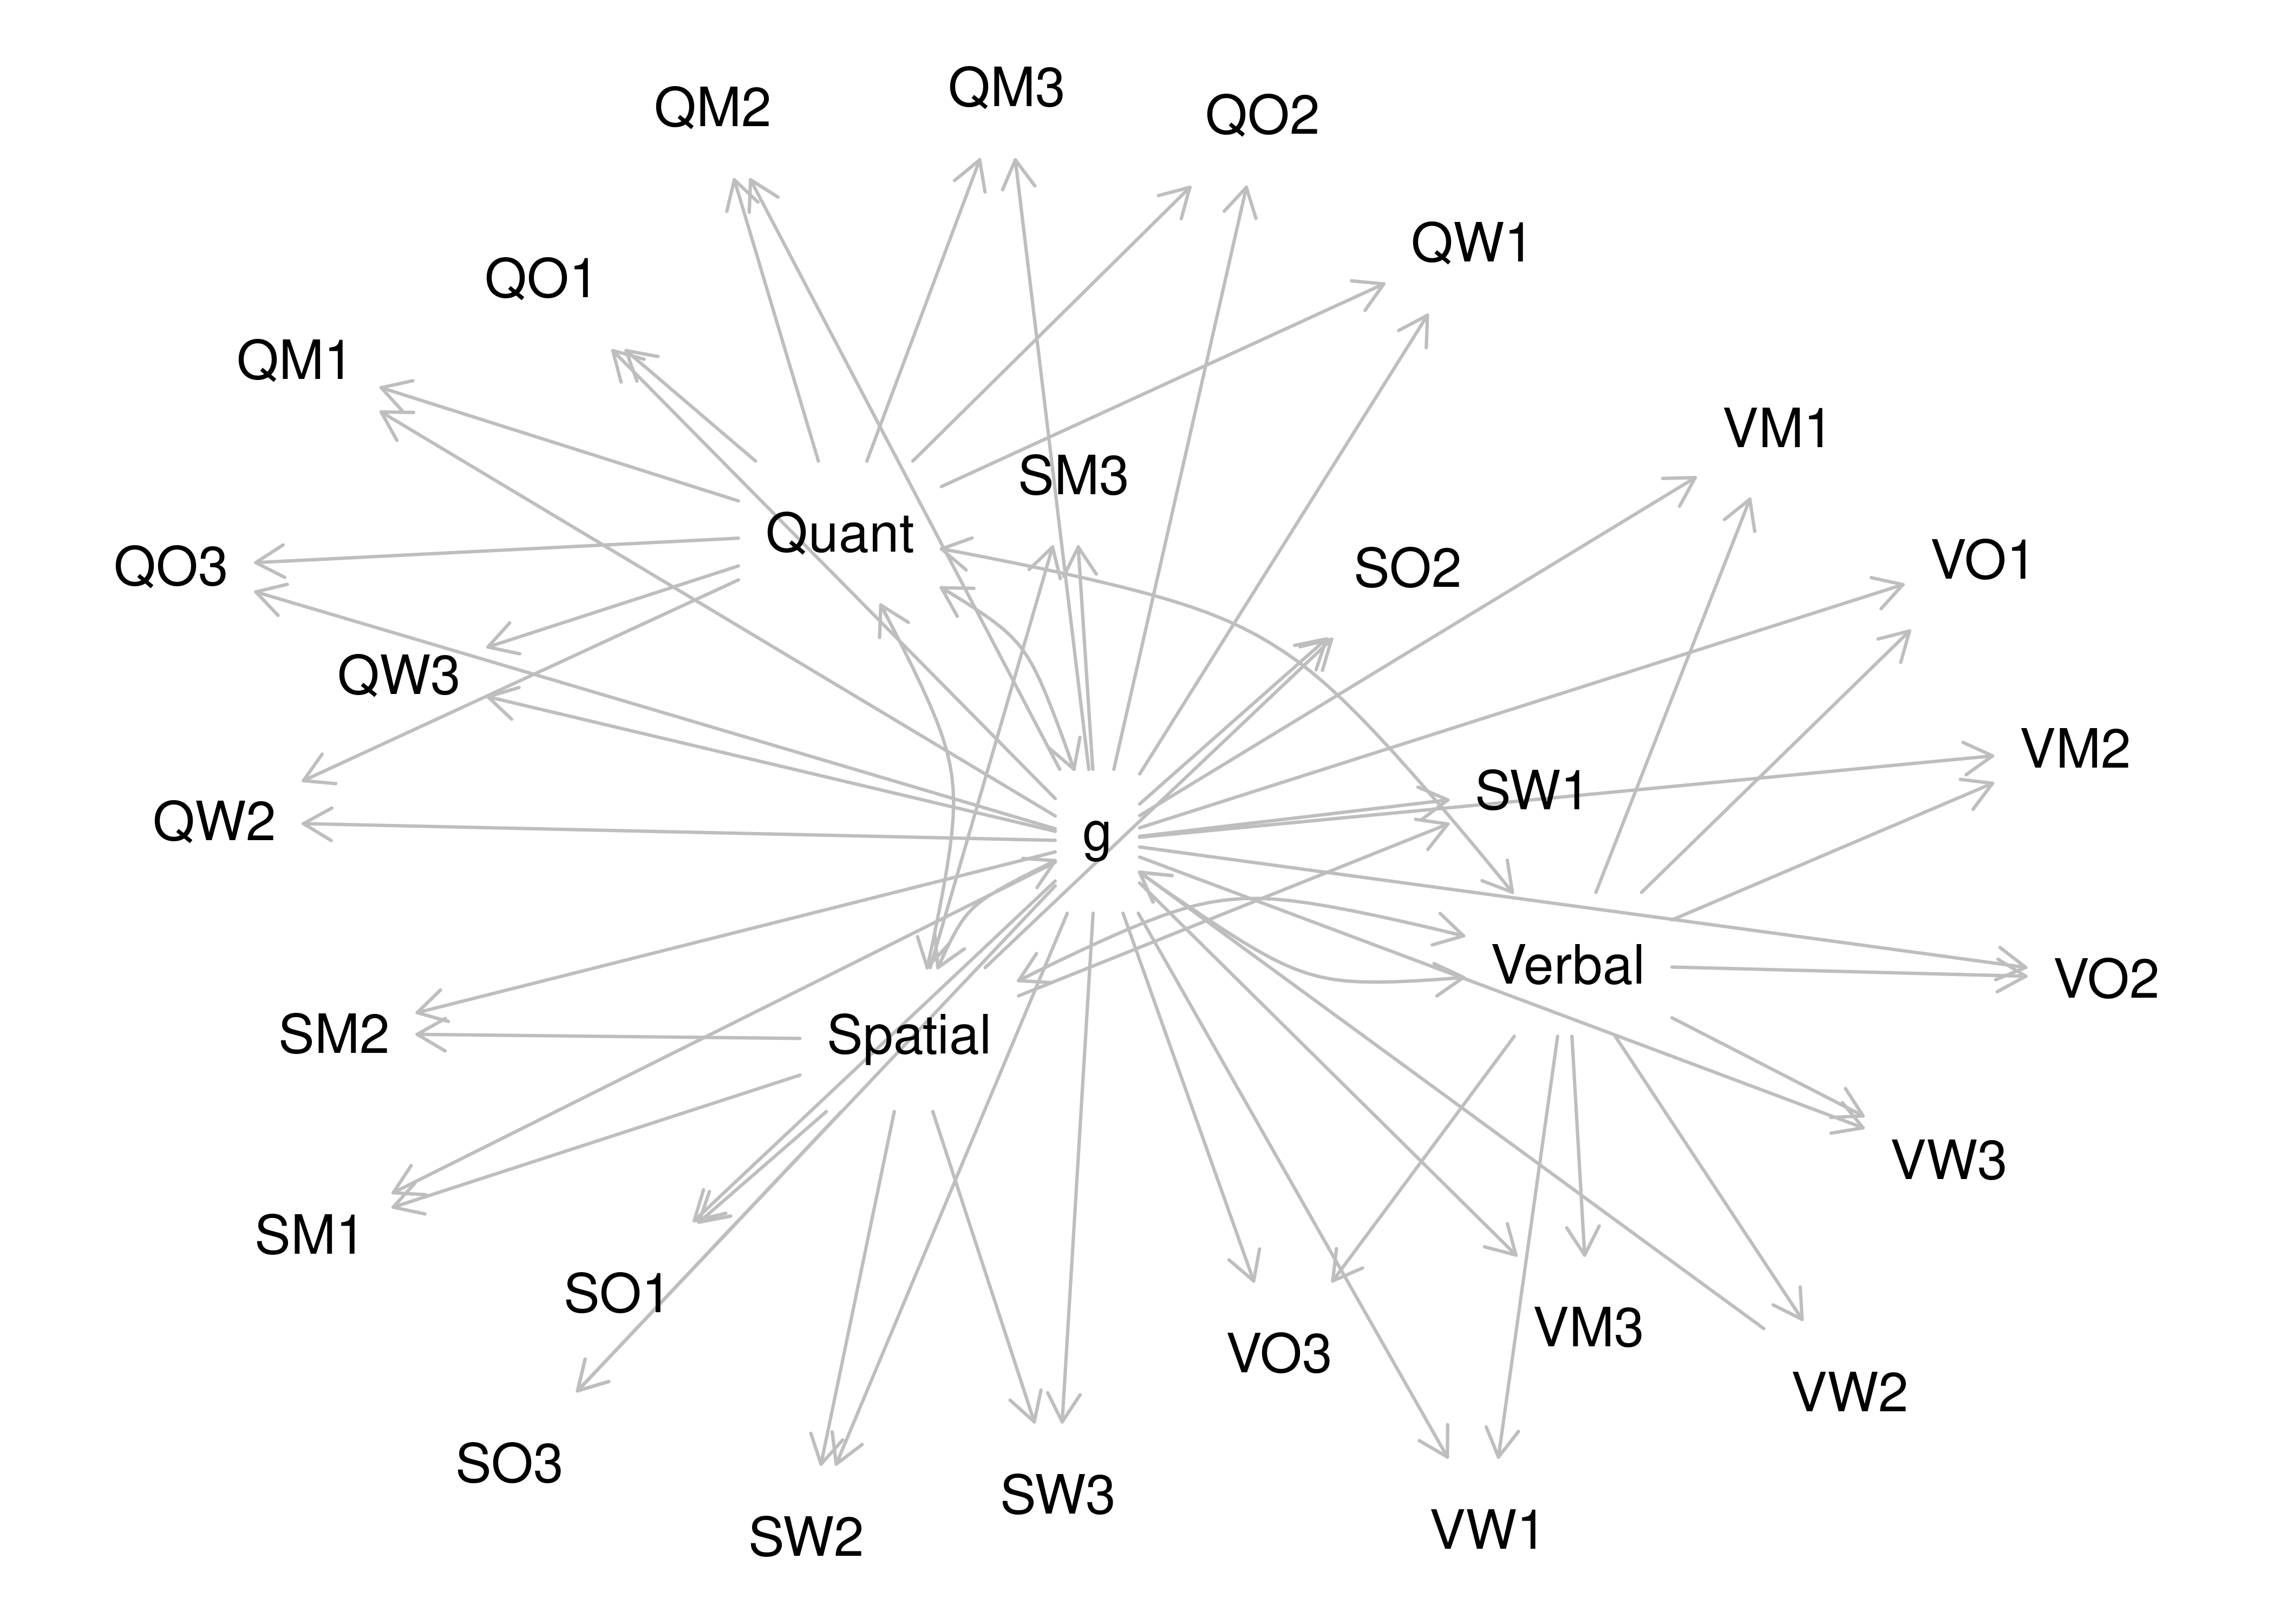 QM3
QM2
QO2
QW1
QO1
QM1
VM1
SM3
Quant
VO1
QO3
SO2
QW3
VM2
SW1
QW2
g
Verbal
VO2
SM2
Spatial
VW3
SM1
SO1
VM3
VO3
VW2
SO3
SW3
VW1
SW2